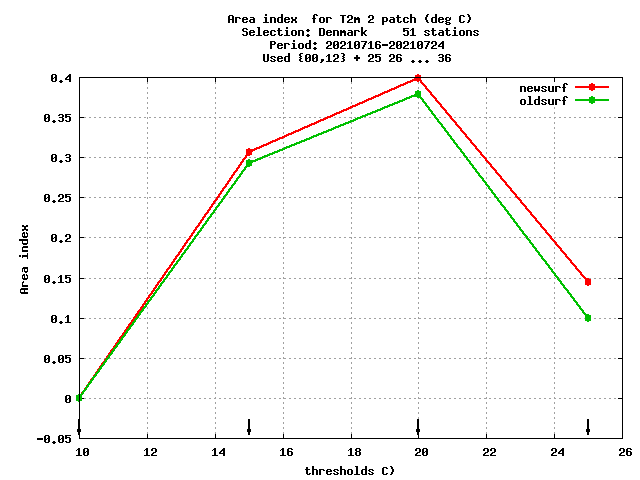 Area index  for T2m 2 patch (deg C)
Selection: Denmark     51 stations
Period: 20210716-20210724
Used {00,12} + 25 26 ... 36
newsurf
oldsurf
0.4
0.35
0.3
0.25
0.2
0.15
0.1
0.05
0
-0.05
Area index
10 12 14 16 18 20 22 24 26
thresholds C)